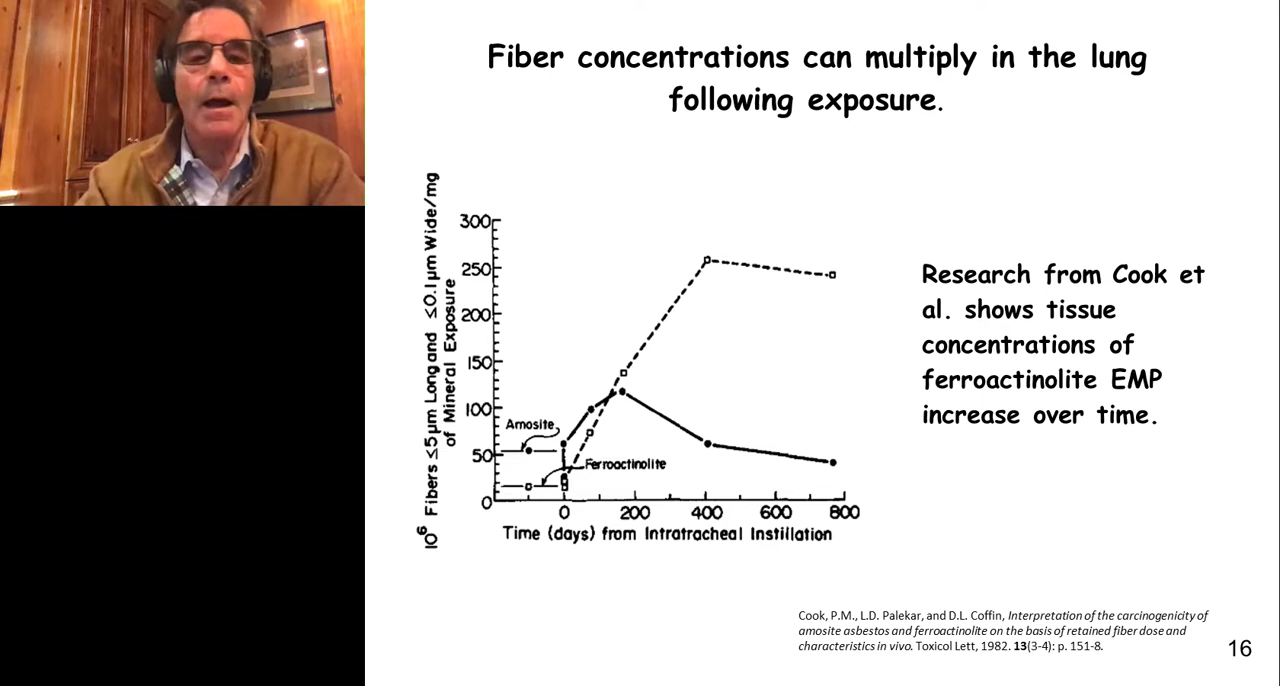 Fiber concentrations can multiply in the lung
following exposure.
10⁶ Fibers ≤5μm Long and ≤0.1μm Wide/mg
of Mineral Exposure
300
250
200
150
100
50
0
Amosite
Ferroactinolite
0 200 400 600 800
Time (days) from Intratracheal Instillation
Research from Cook et
al. shows tissue
concentrations of
ferroactinolite EMP
increase over time.
Cook, P.M., L.D. Palekar, and D.L. Coffin, Interpretation of the carcinogenicity of
amosite asbestos and ferroactinolite on the basis of retained fiber dose and
characteristics in vivo. Toxicol Lett, 1982. 13(3-4): p. 151-8.
16